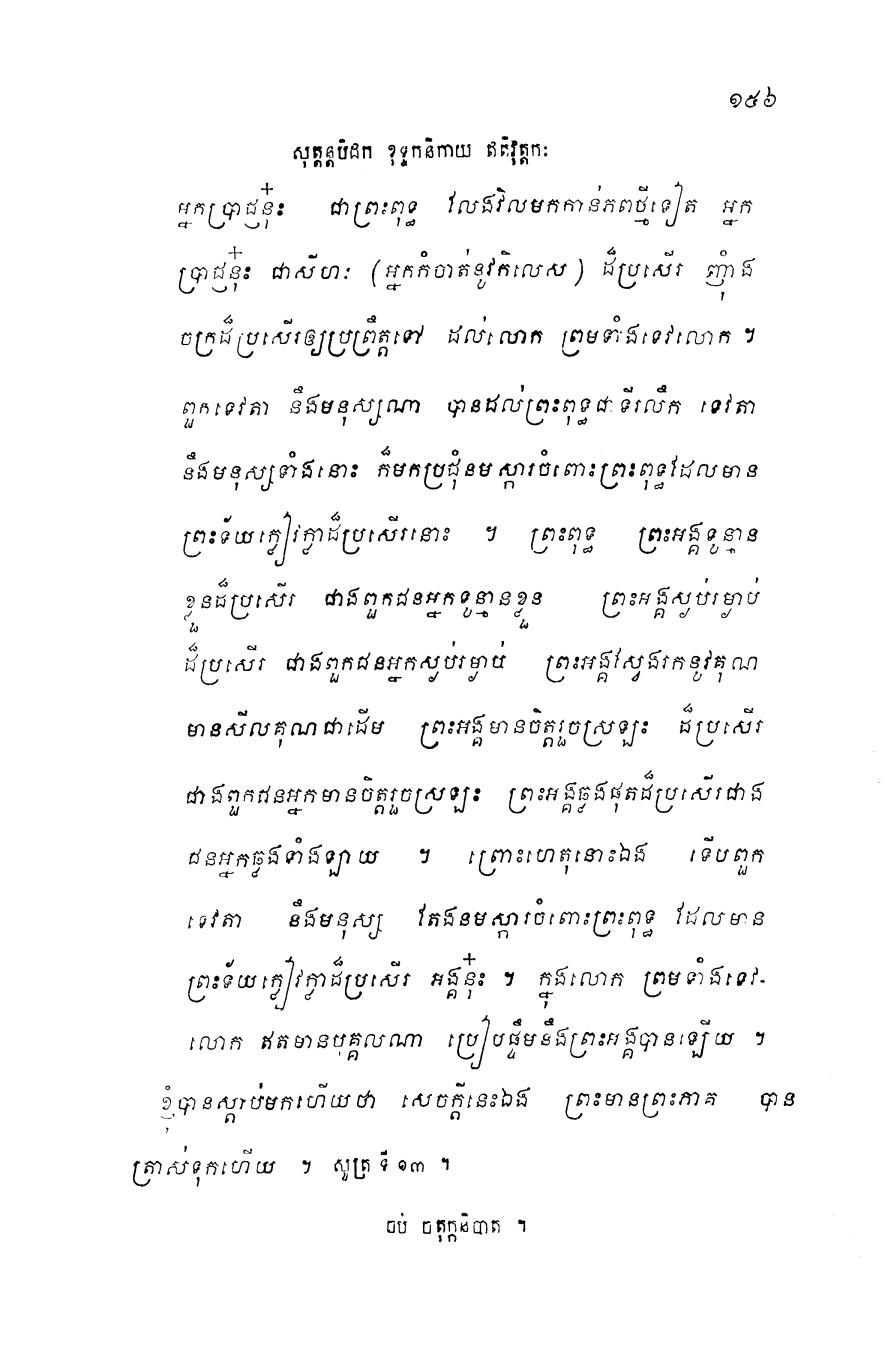 ១៥៦
សុត្តន្តបិដក ខុទ្ទកនិកាយ ឥតិវុត្តកៈ
អ្នកប្រាជ្ញនុ៎ះ ជាព្រះពុទ្ធ លែងវិលមកកាន់ភពថ្មីទៀត អ្នក
ប្រាជ្ញនុ៎ះ ជាសីហៈ (អ្នកកំចាត់នូវកិលេស) ដ៏ប្រសើរ ញុំាង
ចក្រដ៏ប្រសើរឲ្យប្រព្រឹត្តទៅ ដល់លោក ព្រមទាំងទេវលោក ។
ពួកទេវតា នឹងមនុស្សណា បានដល់ព្រះពុទ្ធជាទីរលឹក ទេវតា
នឹងមនុស្សទាំងនោះ ក៏មកប្រជុំនមស្ការចំពោះព្រះពុទ្ធដែលមាន
ព្រះទ័យក្លៀវក្លាដ៏ប្រសើរនោះ ។ ព្រះពុទ្ធ ព្រះអង្គទូន្មាន
ខ្លួនដ៏ប្រសើរ ជាងពួកជនអ្នកទូន្មានខ្លួន ព្រះអង្គស្ងប់រម្ងាប់
ដ៏ប្រសើរ ជាងពួកជនអ្នកស្ងប់រម្ងាប់ ព្រះអង្គស្វែងរកនូវគុណ
មានសីលគុណជាដើម ព្រះអង្គមានចិត្តរួចស្រឡះ ដ៏ប្រសើរ
ជាងពួកជនអ្នកមានចិត្តរួចស្រឡះ ព្រះអង្គឆ្លងផុតដ៏ប្រសើរជាង
ជនអ្នកឆ្លងទាំងឡាយ ។ ព្រោះហេតុនោះឯង ទើបពួក
ទេវតា នឹងមនុស្ស តែងនមស្ការចំពោះព្រះពុទ្ធ ដែលមាន
ព្រះទ័យក្លៀវក្លាដ៏ប្រសើរ អង្គនុ៎ះ ។ ក្នុងលោក ព្រមទាំងទេវ-
លោក ឥតមានបុគ្គលណា ប្រៀបផ្ទឹមនឹងព្រះអង្គបានឡើយ ។
ខ្ញុំបានស្តាប់មកហើយថា សេចក្តីនេះឯង ព្រះមានព្រះភាគ បាន
ត្រាស់ទុកហើយ ។ សូត្រ ទី ១៣ ។
ចប់ ចតុក្កនិបាត ។